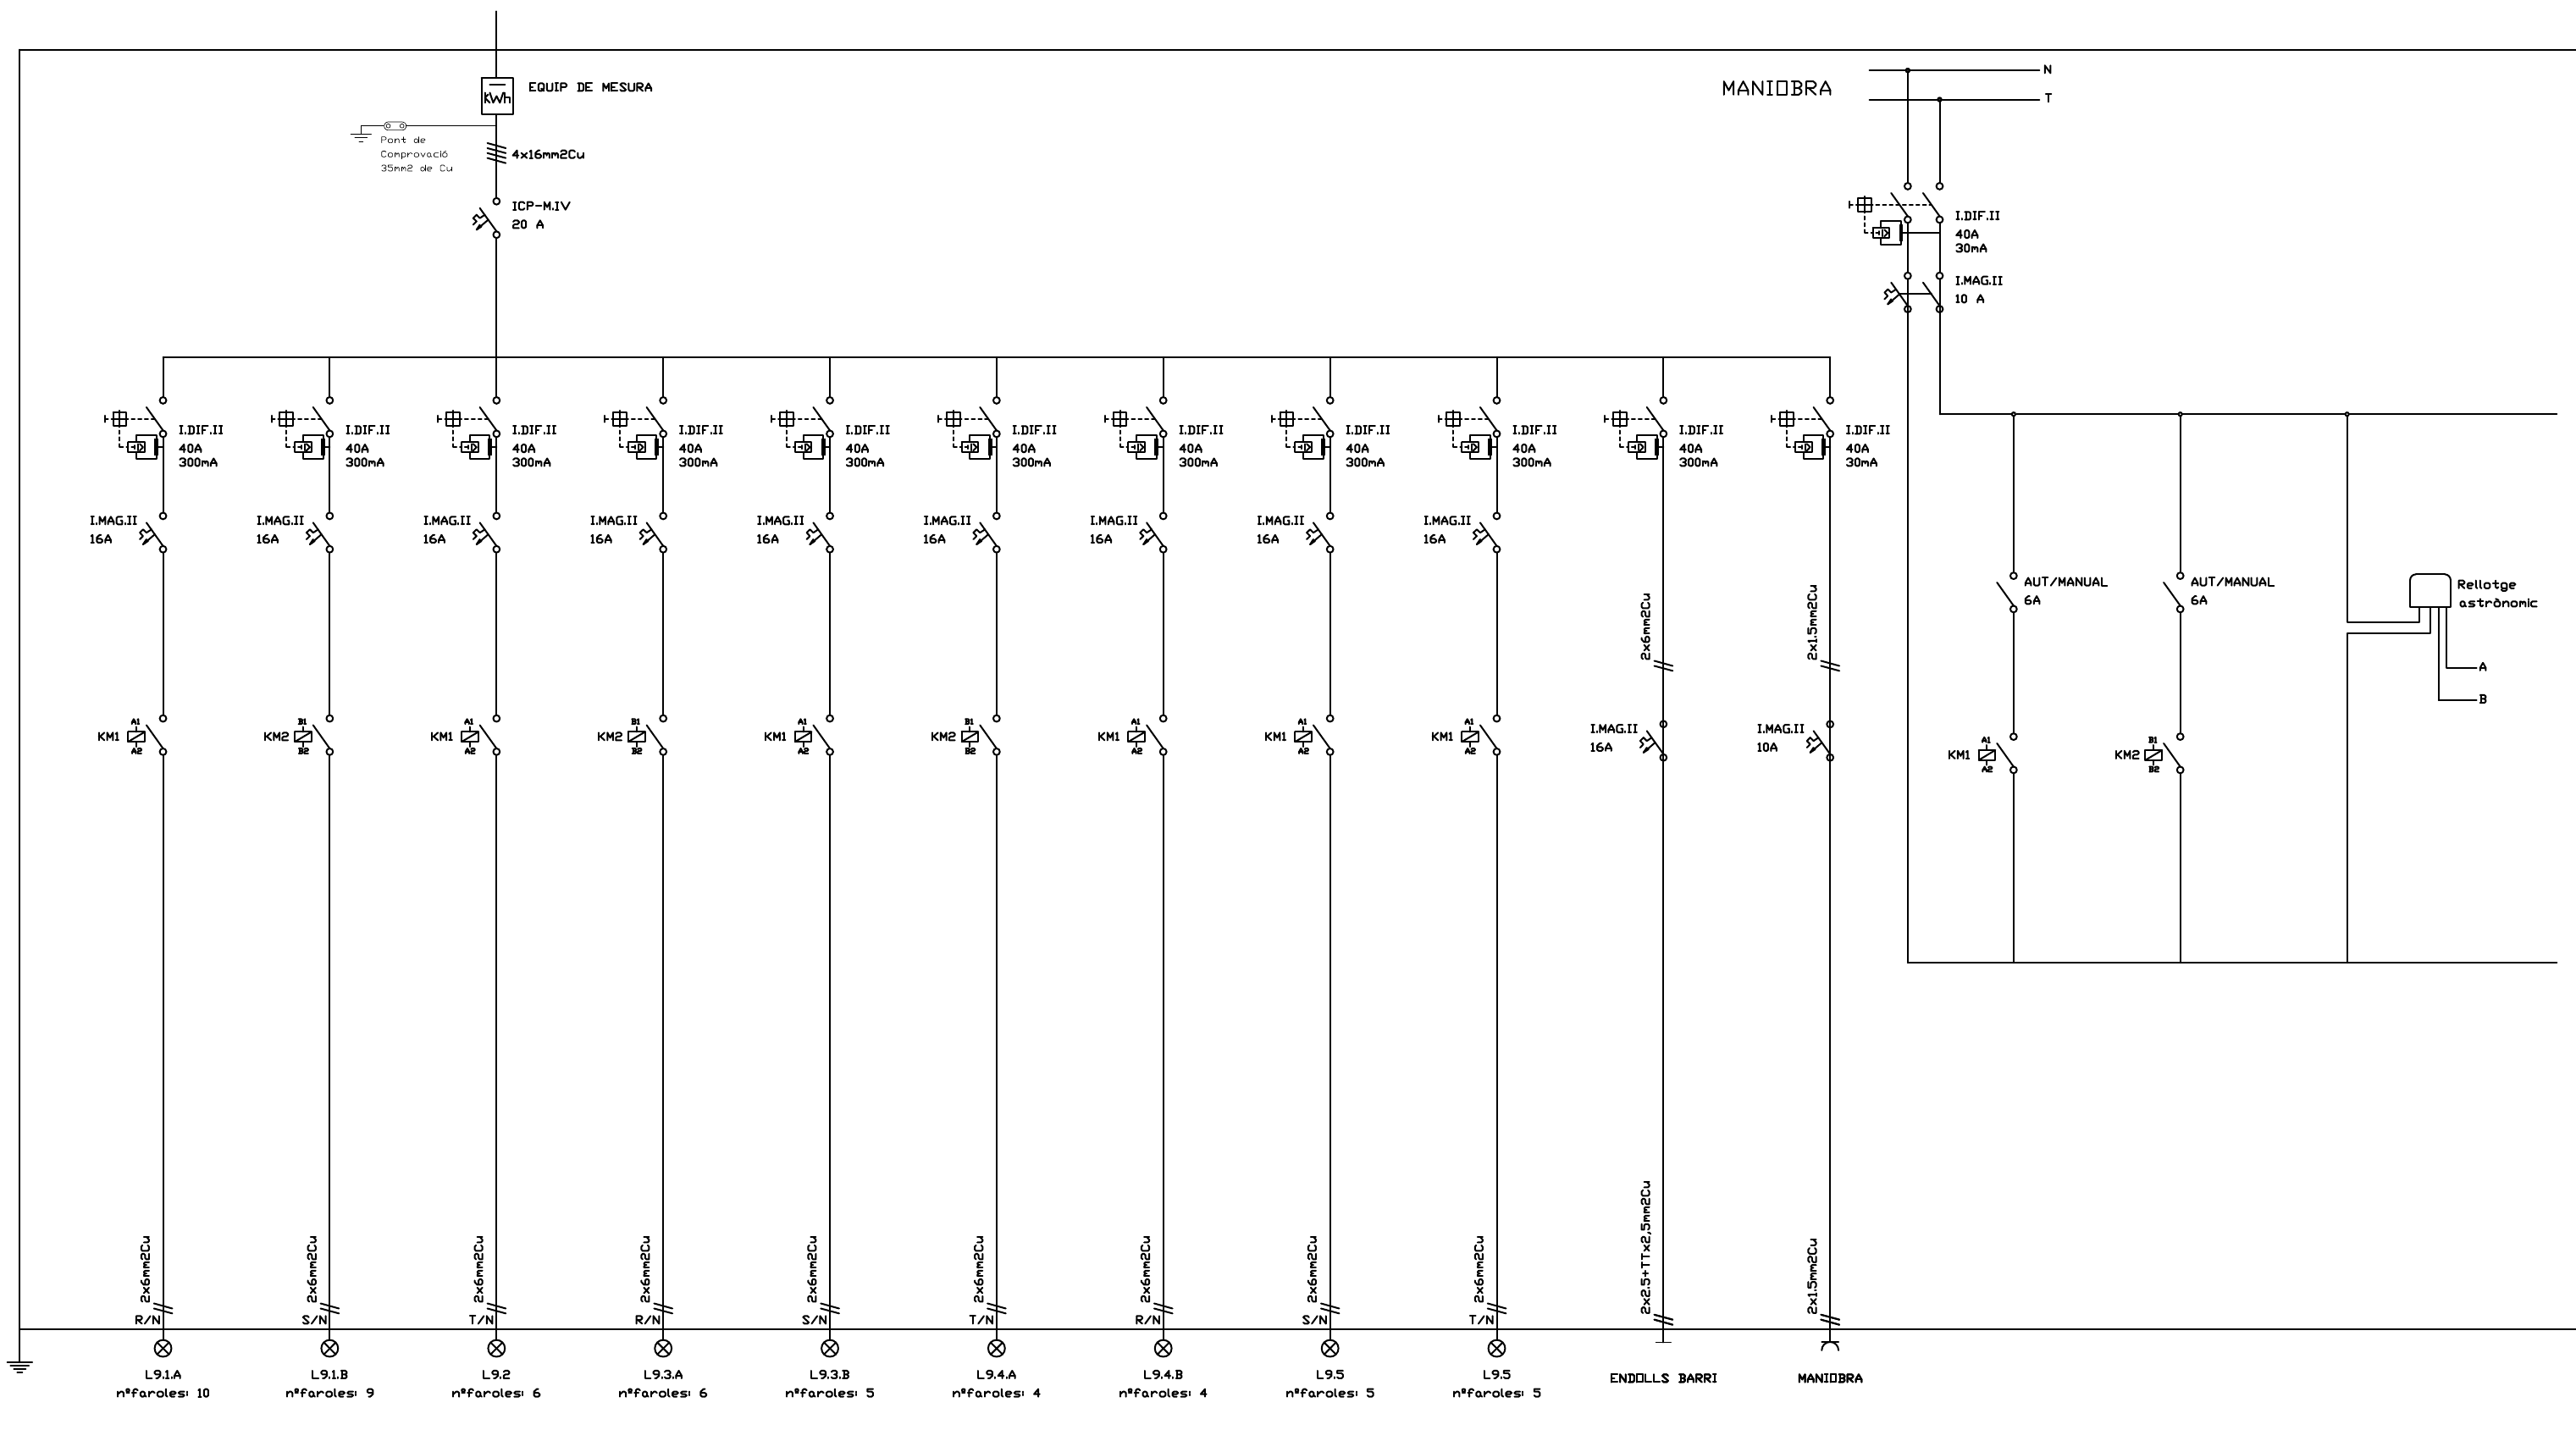 EQUIP DE MESURA
KWh
Pont de
Comprovació
35mm2 de Cu
4x16mm2Cu
ICP-M.IV
20 A
MANIOBRA
N
T
I.DIF.II
40A
30mA
I.MAG.II
10 A
I.DIF.II
40A
300mA
I.DIF.II
40A
300mA
I.DIF.II
40A
300mA
I.DIF.II
40A
300mA
I.DIF.II
40A
300mA
I.DIF.II
40A
300mA
I.DIF.II
40A
300mA
I.DIF.II
40A
300mA
I.DIF.II
40A
300mA
I.DIF.II
40A
300mA
I.DIF.II
40A
30mA
I.MAG.II
16A
I.MAG.II
16A
I.MAG.II
16A
I.MAG.II
16A
I.MAG.II
16A
I.MAG.II
16A
I.MAG.II
16A
I.MAG.II
16A
I.MAG.II
16A
2x6mm2Cu
2x1.5mm2Cu
AUT/MANUAL
6A
AUT/MANUAL
6A
Rellotge
astrònomic
A
B
A1
KM1
A2
B1
KM2
B2
A1
KM1
A2
B1
KM2
B2
A1
KM1
A2
B1
KM2
B2
A1
KM1
A2
A1
KM1
A2
A1
KM1
A2
I.MAG.II
16A
I.MAG.II
10A
A1
KM1
A2
B1
KM2
B2
2x6mm2Cu
2x6mm2Cu
2x6mm2Cu
2x6mm2Cu
2x6mm2Cu
2x6mm2Cu
2x6mm2Cu
2x6mm2Cu
2x6mm2Cu
2x2.5+TTx2,5mm2Cu
2x1.5mm2Cu
R/N
S/N
T/N
R/N
S/N
T/N
R/N
S/N
T/N
L9.1.A
nºfaroles: 10
L9.1.B
nºfaroles: 9
L9.2
nºfaroles: 6
L9.3.A
nºfaroles: 6
L9.3.B
nºfaroles: 5
L9.4.A
nºfaroles: 4
L9.4.B
nºfaroles: 4
L9.5
nºfaroles: 5
L9.5
nºfaroles: 5
ENDOLLS BARRI
MANIOBRA